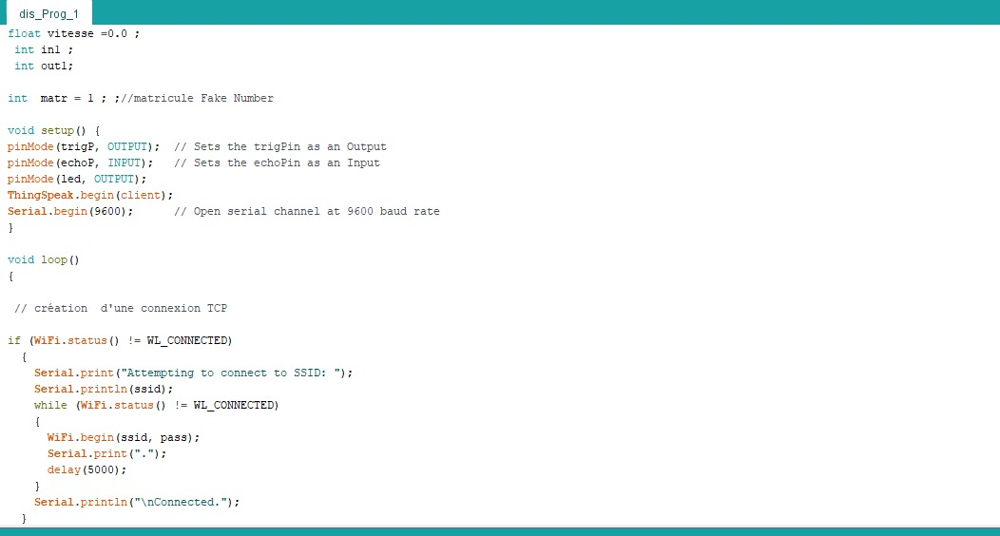 dis_Prog_1
float vitesse =0.0 ;
int in1 ;
int out1;
int  matr = 1 ; ;//matricule Fake Number
void setup() {
pinMode(trigP, OUTPUT);  // Sets the trigPin as an Output
pinMode(echoP, INPUT);   // Sets the echoPin as an Input
pinMode(led, OUTPUT);
ThingSpeak.begin(client);
Serial.begin(9600);      // Open serial channel at 9600 baud rate
}
void loop()
{
// création  d'une connexion TCP
if (WiFi.status() != WL_CONNECTED)
{
Serial.print("Attempting to connect to SSID: ");
Serial.println(ssid);
while (WiFi.status() != WL_CONNECTED)
{
WiFi.begin(ssid, pass);
Serial.print(".");
delay(5000);
}
Serial.println("\nConnected.");
}